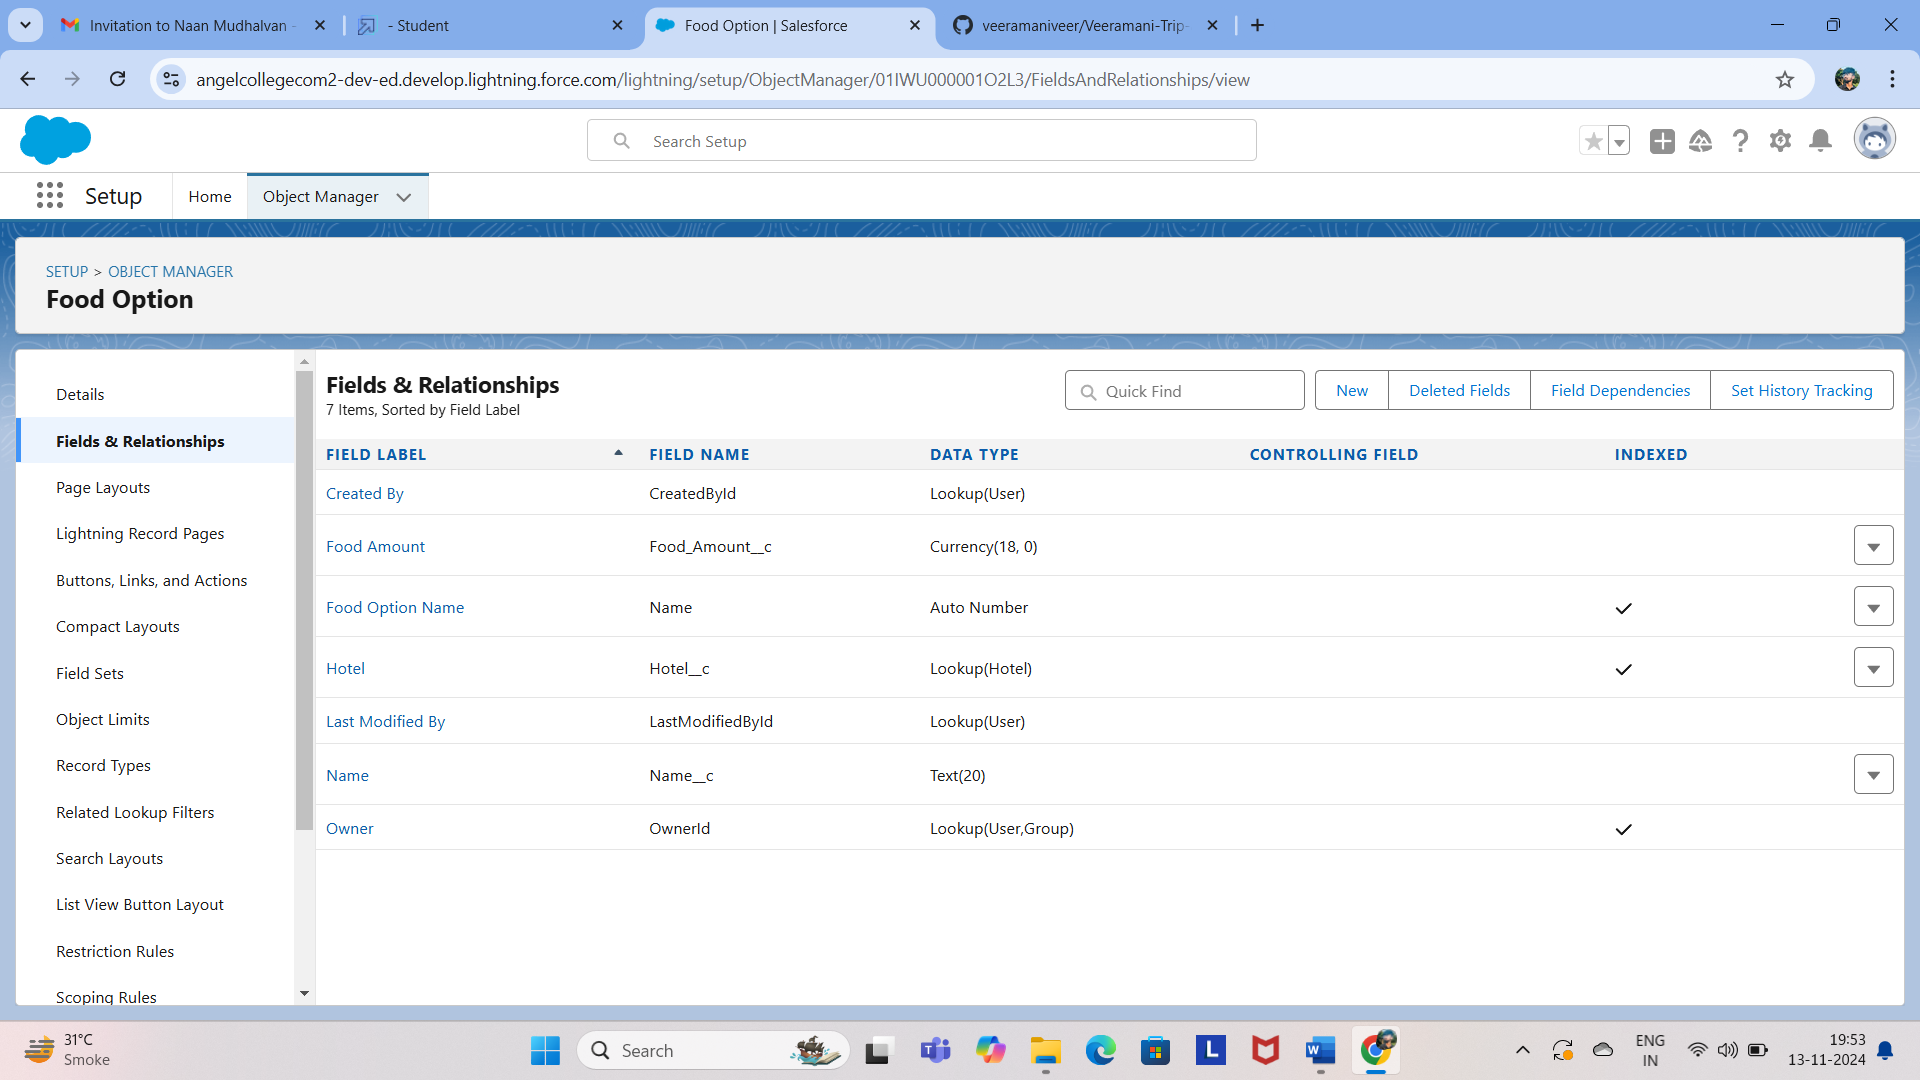 Invitation to Naan Mudhalvan -
- Student
Food Option | Salesforce
veeramaniveer/Veeramani-Trip-
angelcollegecom2-dev-ed.develop.lightning.force.com/lightning/setup/ObjectManager/01IWU000001O2L3/FieldsAndRelationships/view
Search Setup
Setup
Home
Object Manager
SETUP > OBJECT MANAGER
Food Option
Details
Fields & Relationships
Page Layouts
Lightning Record Pages
Buttons, Links, and Actions
Compact Layouts
Field Sets
Object Limits
Record Types
Related Lookup Filters
Search Layouts
List View Button Layout
Restriction Rules
Scoping Rules
Fields & Relationships
7 Items, Sorted by Field Label
Quick Find
New
Deleted Fields
Field Dependencies
Set History Tracking
FIELD LABEL FIELD NAME DATA TYPE CONTROLLING FIELD INDEXED
Created By CreatedById Lookup(User)
Food Amount Food_Amount__c Currency(18, 0)
Food Option Name Name Auto Number
Hotel Hotel__c Lookup(Hotel)
Last Modified By LastModifiedById Lookup(User)
Name Name__c Text(20)
Owner OwnerId Lookup(User,Group)
31°C
Smoke
Search
ENG
IN
19:53
13-11-2024